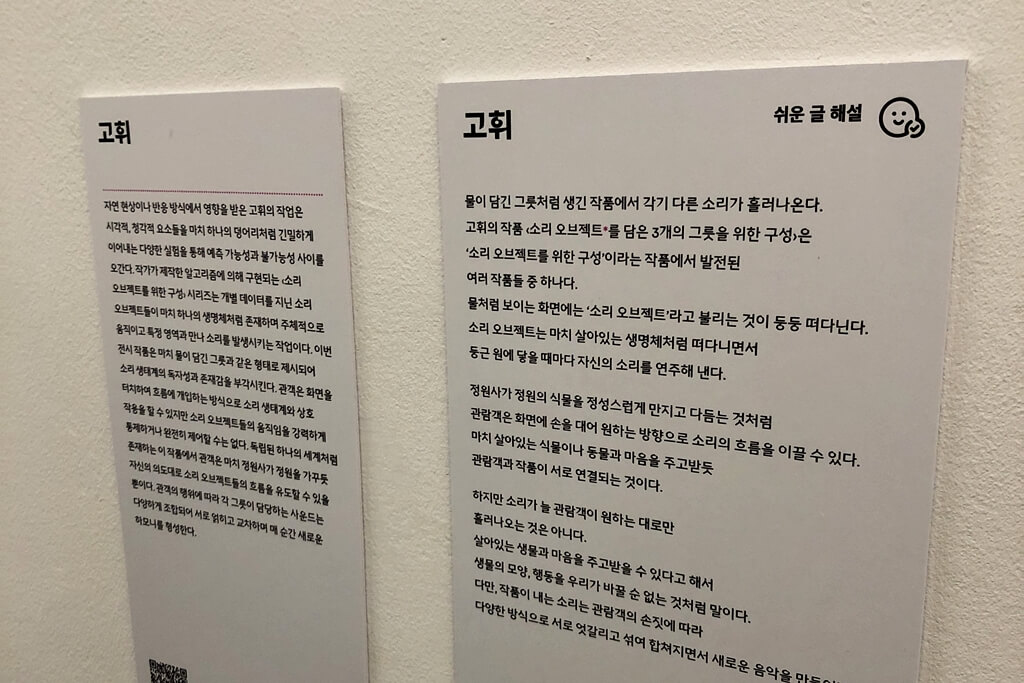 고휘
자연 현상이나 반응 방식에서 영향을 받은 고휘의 작업은
시각적, 청각적 요소들을 마치 하나의 덩어리처럼 긴밀하게
이어내는 다양한 실험을 통해 예측 가능성과 불가능성 사이를
오간다. 작가가 제작한 알고리즘에 의해 구현되는 ‹소리
오브젝트를 위한 구성› 시리즈는 개별 데이터를 지닌 소리
오브젝트들이 마치 하나의 생명체처럼 존재하며 주체적으로
움직이고 특정 영역과 만나 소리를 발생시키는 작업이다. 이번
전시 작품은 마치 물이 담긴 그릇과 같은 형태로 제시되어
소리 생태계의 독자성과 존재감을 부각시킨다. 관객은 화면을
터치하여 흐름에 개입하는 방식으로 소리 생태계와 상호
작용을 할 수 있지만 소리 오브젝트들의 움직임을 강력하게
통제하거나 완전히 제어할 수는 없다. 독립된 하나의 세계처럼
존재하는 이 작품에서 관객은 마치 정원사가 정원을 가꾸듯
자신의 의도대로 소리 오브젝트들의 흐름을 유도할 수 있을
뿐이다. 관객의 행위에 따라 각 그릇이 담당하는 사운드는
다양하게 조합되어 서로 얽히고 교차하며 매 순간 새로운
하모니를 형성한다.
고휘
쉬운 글 해설
물이 담긴 그릇처럼 생긴 작품에서 각기 다른 소리가 흘러나온다.
고휘의 작품 ‹소리 오브젝트*를 담은 3개의 그릇을 위한 구성›은
‘소리 오브젝트를 위한 구성’이라는 작품에서 발전된
여러 작품들 중 하나다.
물처럼 보이는 화면에는 ‘소리 오브젝트’라고 불리는 것이 둥둥 떠다닌다.
소리 오브젝트는 마치 살아있는 생명체처럼 떠다니면서
둥근 원에 닿을 때마다 자신의 소리를 연주해 낸다.
정원사가 정원의 식물을 정성스럽게 만지고 다듬는 것처럼
관람객은 화면에 손을 대어 원하는 방향으로 소리의 흐름을 이끌 수 있다.
마치 살아있는 식물이나 동물과 마음을 주고받듯
관람객과 작품이 서로 연결되는 것이다.
하지만 소리가 늘 관람객이 원하는 대로만
흘러나오는 것은 아니다.
살아있는 생물과 마음을 주고받을 수 있다고 해서
생물의 모양, 행동을 우리가 바꿀 순 없는 것처럼 말이다.
다만, 작품이 내는 소리는 관람객의 손짓에 따라
다양한 방식으로 서로 엇갈리고 섞여 합쳐지면서 새로운 음악을